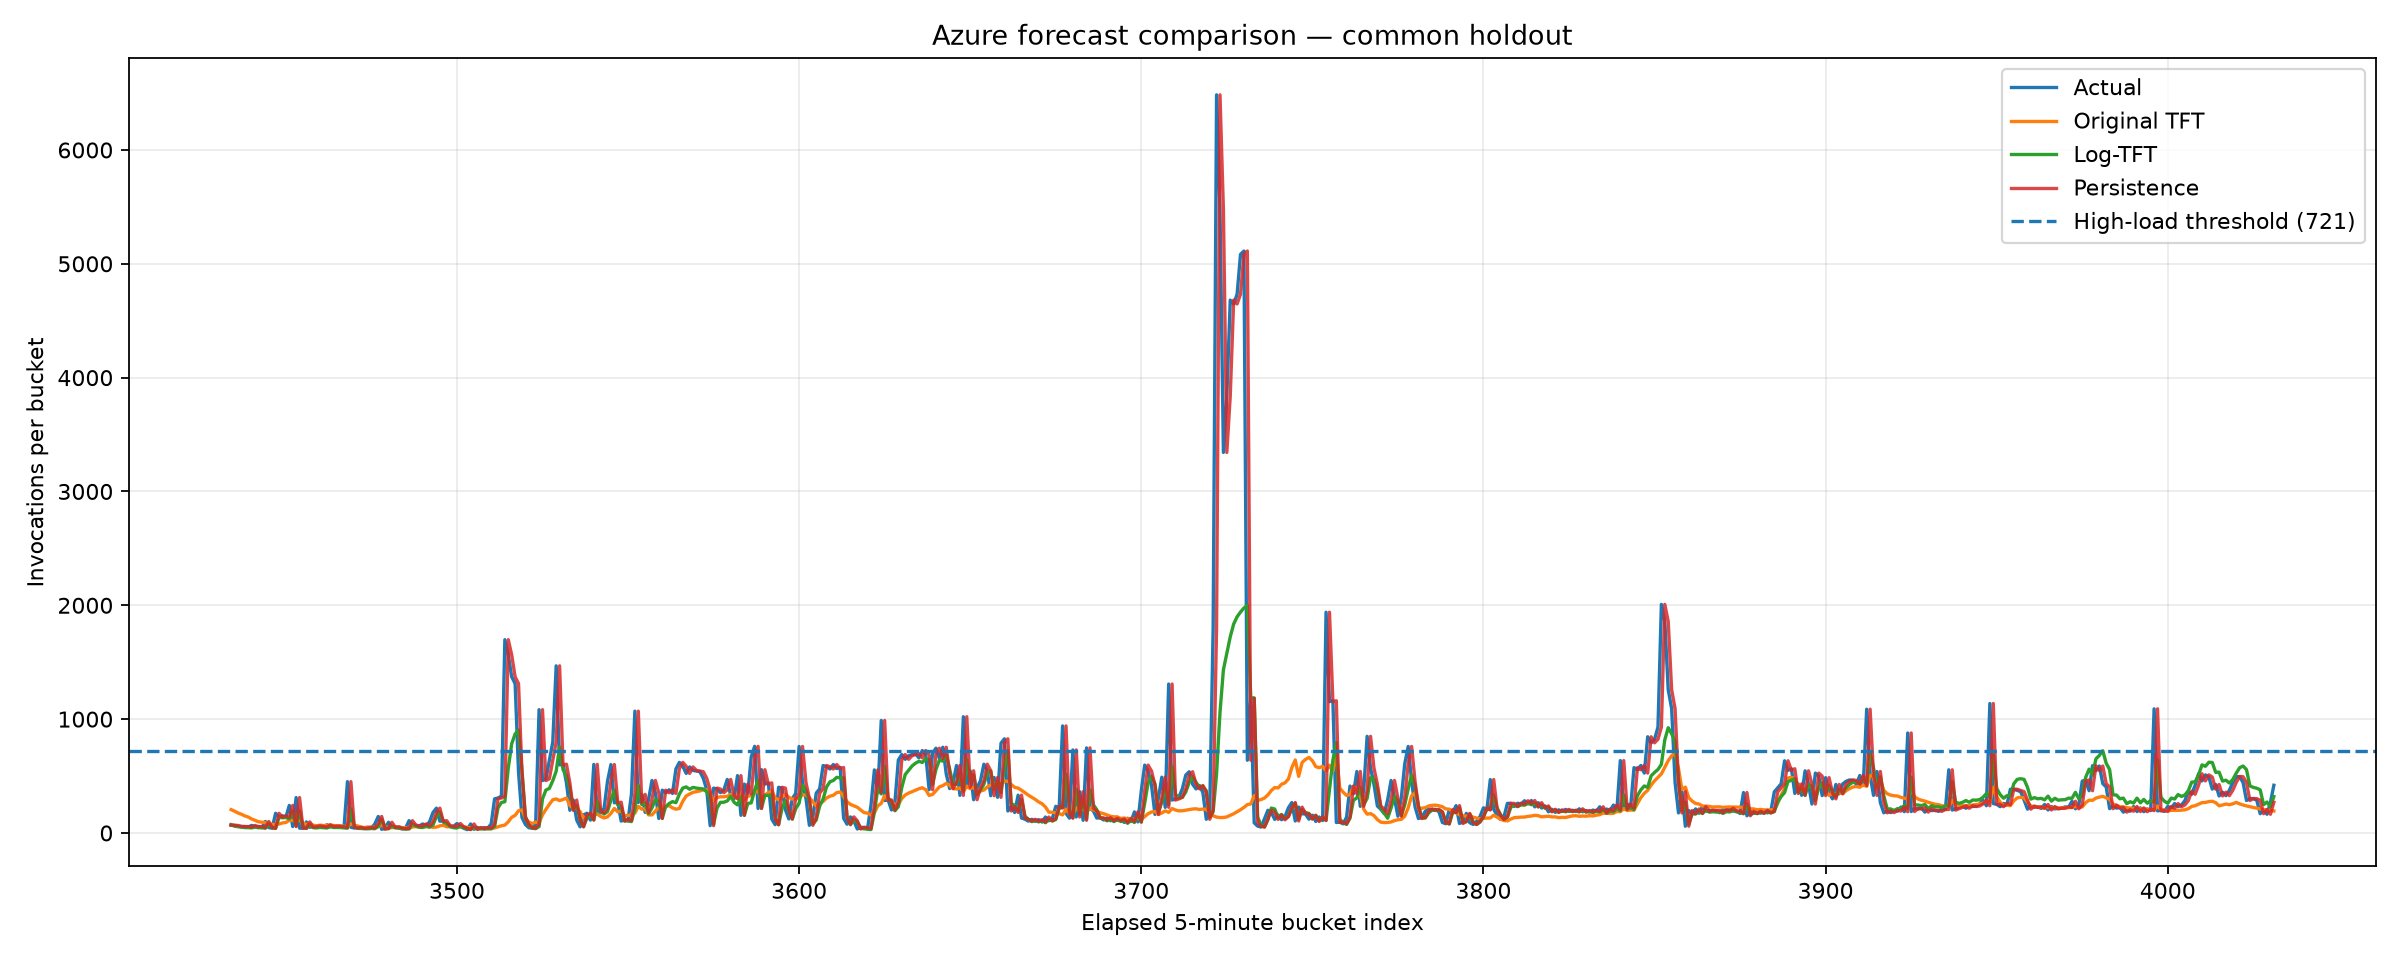 Azure forecast comparison — common holdout
Actual
Original TFT
Log-TFT
Persistence
High-load threshold (721)
Invocations per bucket
6000
5000
4000
3000
2000
1000
0
3500
3600
3700
3800
3900
4000
Elapsed 5-minute bucket index